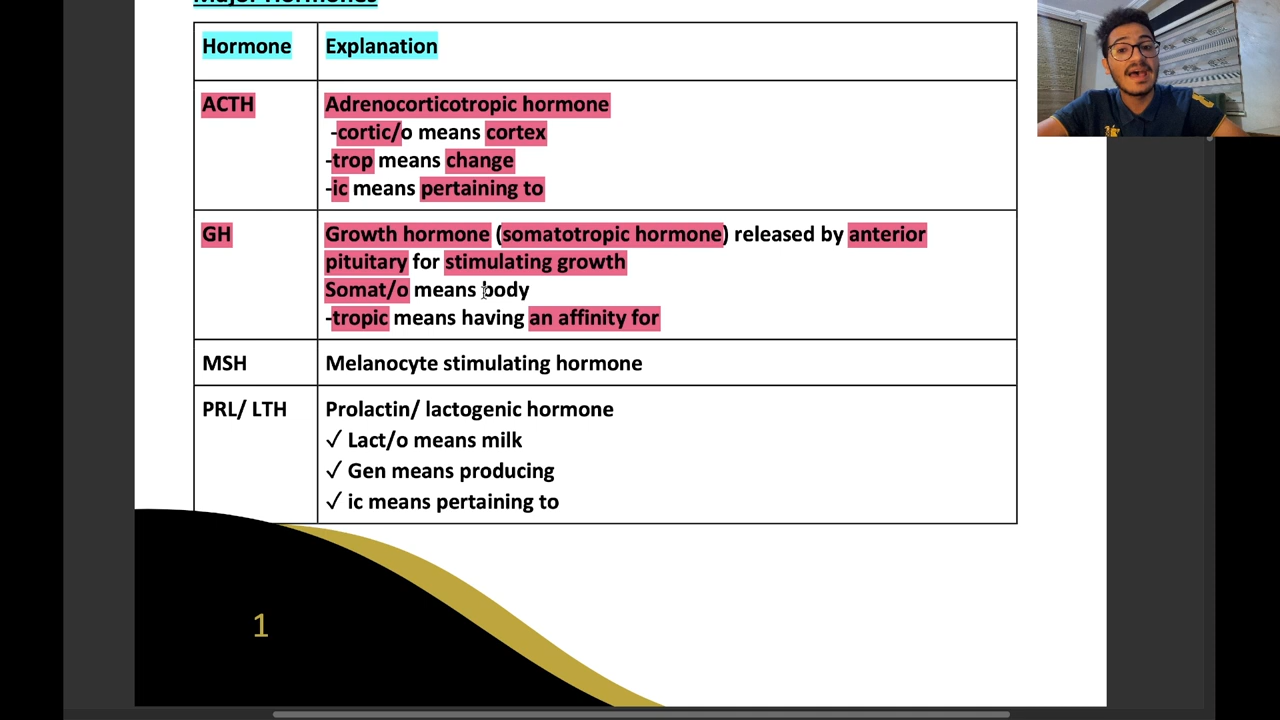 Major Hormones
Hormone
Explanation
ACTH
Adrenocorticotropic hormone
-cortic/o means cortex
-trop means change
-ic means pertaining to
GH
Growth hormone (somatotropic hormone) released by anterior
pituitary for stimulating growth
Somat/o means body
-tropic means having an affinity for
MSH
Melanocyte stimulating hormone
PRL/ LTH
Prolactin/ lactogenic hormone
✓ Lact/o means milk
✓ Gen means producing
✓ ic means pertaining to
1